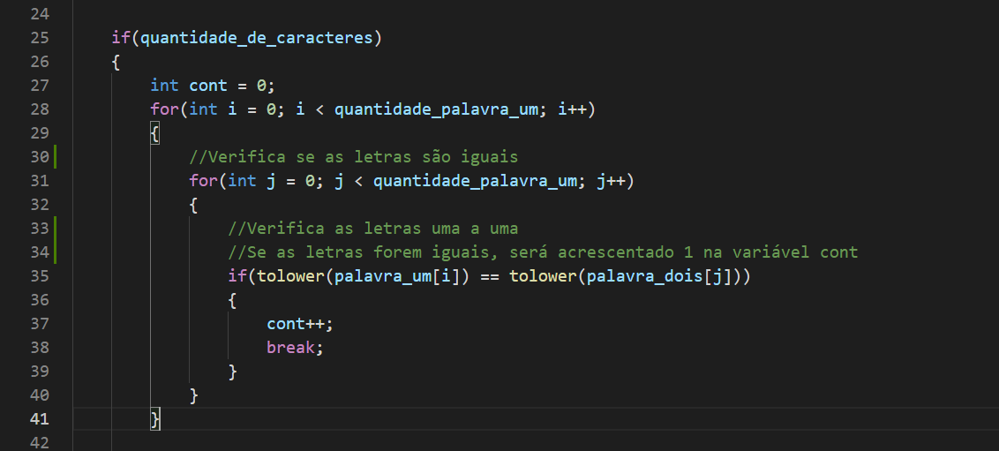 24
25 if(quantidade_de_caracteres)
26 {
27 int cont = 0;
28 for(int i = 0; i < quantidade_palavra_um; i++)
29 {
30 //Verifica se as letras são iguais
31 for(int j = 0; j < quantidade_palavra_um; j++)
32 {
33 //Verifica as letras uma a uma
34 //Se as letras forem iguais, será acrescentado 1 na variável cont
35 if(tolower(palavra_um[i]) == tolower(palavra_dois[j]))
36 {
37 cont++;
38 break;
39 }
40 }
41 }
42